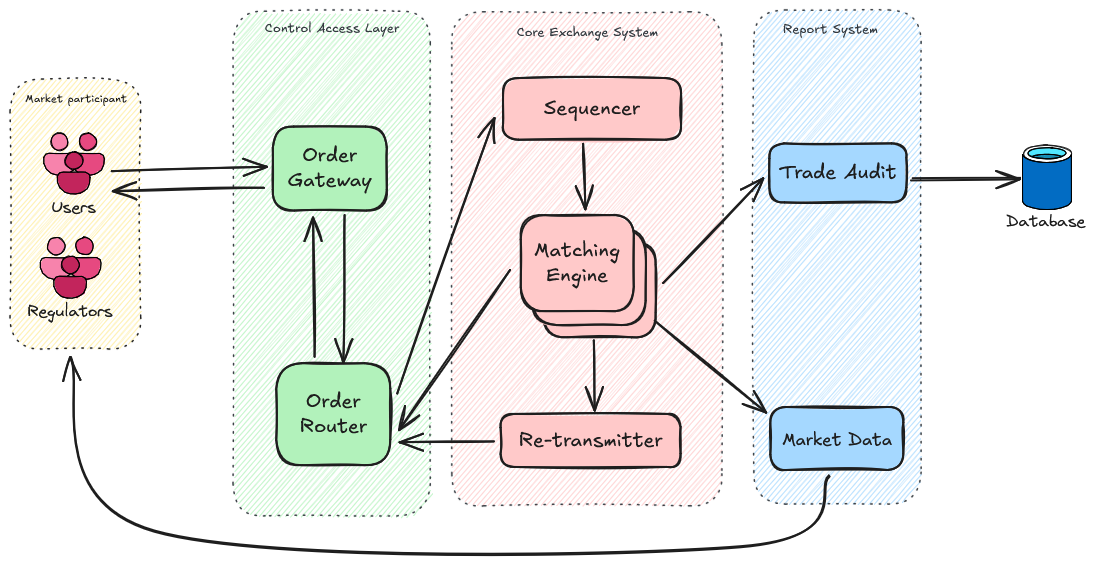 Market participant
Users
Regulators
Control Access Layer
Order
Gateway
Order
Router
Core Exchange System
Sequencer
Matching
Engine
Re-transmitter
Report System
Trade Audit
Market Data
Database